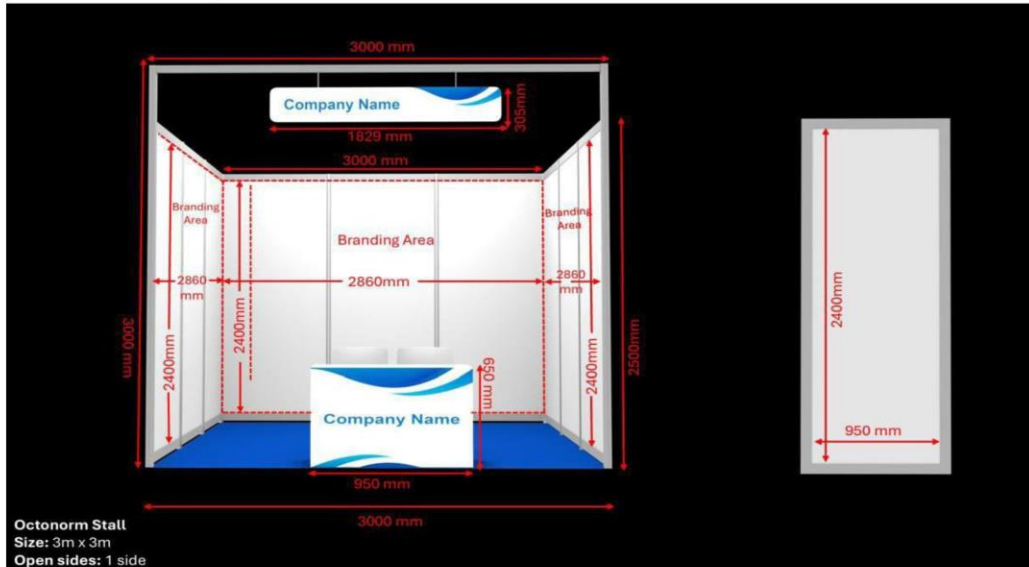 3000 mm
Company Name
305mm
1829 mm
3000 mm
Branding
Area
Branding Area
Branding
Area
2860
mm
2860mm
2860
mm
3000 mm
2400mm
2400mm
2400mm
2500mm
650 mm
Company Name
950 mm
3000 mm
2400mm
950 mm
Octonorm Stall
Size: 3m x 3m
Open sides: 1 side